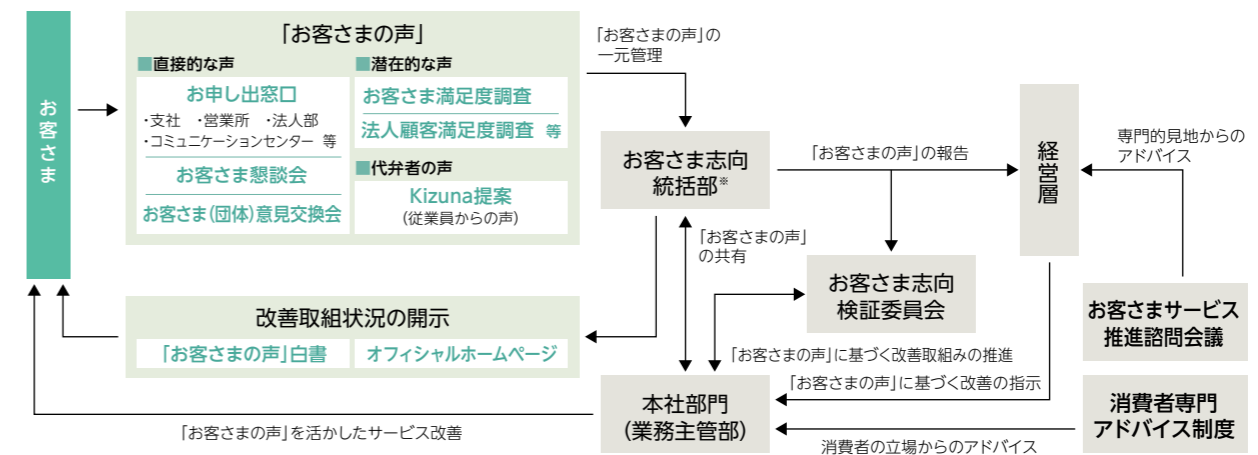 お客さま
「お客さまの声」
■直接的な声
お申し出窓口
・支社 ・営業所 ・法人部
・コミュニケーションセンター 等
お客さま懇談会
お客さま(団体)意見交換会
■潜在的な声
お客さま満足度調査
法人顧客満足度調査 等
■代弁者の声
Kizuna提案
(従業員からの声)
「お客さまの声」の
一元管理
お客さま志向
統括部※
「お客さまの声」の報告
経営層
専門的見地からの
アドバイス
「お客さまの声」
の共有
お客さま志向
検証委員会
お客さまサービス
推進諮問会議
改善取組状況の開示
「お客さまの声」白書
オフィシャルホームページ
「お客さまの声」に基づく改善取組みの推進
「お客さまの声」に基づく改善の指示
本社部門
(業務主管部)
消費者専門
アドバイス制度
「お客さまの声」を活かしたサービス改善
消費者の立場からのアドバイス